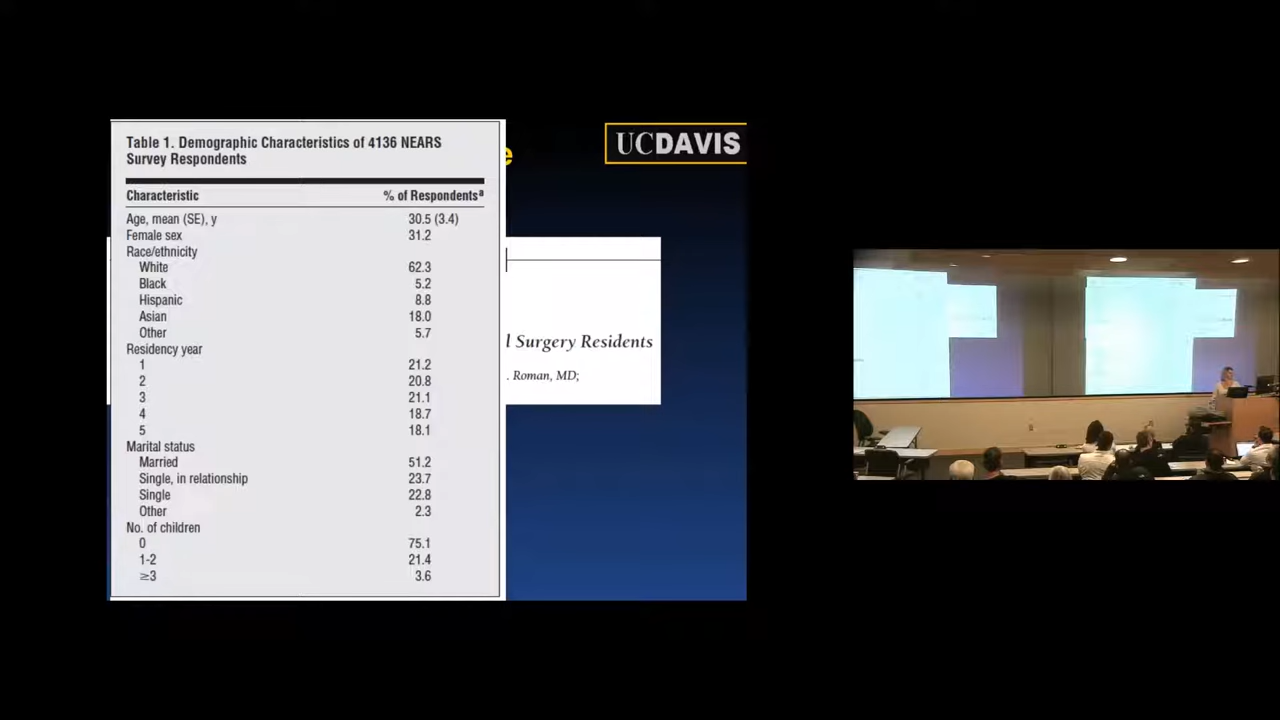 Table 1. Demographic Characteristics of 4136 NEARS
Survey Respondents
Characteristic % of Respondentsᵃ
Age, mean (SE), y 30.5 (3.4)
Female sex 31.2
Race/ethnicity
White 62.3
Black 5.2
Hispanic 8.8
Asian 18.0
Other 5.7
Residency year
1 21.2
2 20.8
3 21.1
4 18.7
5 18.1
Marital status
Married 51.2
Single, in relationship 23.7
Single 22.8
Other 2.3
No. of children
0 75.1
1-2 21.4
≥3 3.6
e
UCDAVIS
l Surgery Residents
. Roman, MD;